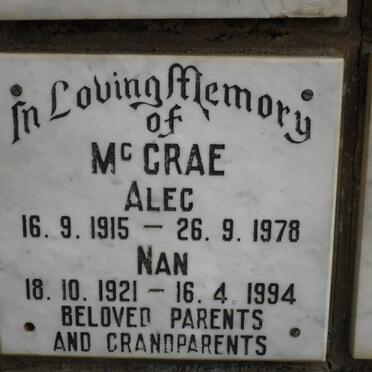 In Loving Memory
of
McCRAE
ALEC
16. 9. 1915 — 26. 9. 1978
NAN
18. 10. 1921 — 16. 4. 1994
BELOVED PARENTS
AND GRANDPARENTS